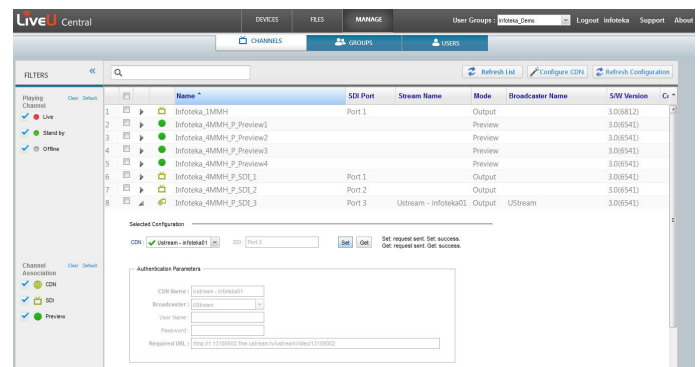 LiveU Central
DEVICES FILES MANAGE User Groups : Infoteka_Demo Logout infoteka Support About
CHANNELS GROUPS USERS
FILTERS «
Refresh List Configure CDN Refresh Configuration
Playing Channel Clear Default
Live
Stand by
Offline
Name SDI Port Stream Name Mode Broadcaster Name S/W Version
1 Infoteka_1MMH Port 1 Output 3.0(6812)
2 Infoteka_4MMH_P_Preview1 Preview 3.0(6541)
3 Infoteka_4MMH_P_Preview2 Preview 3.0(6541)
4 Infoteka_4MMH_P_Preview3 Preview 3.0(6541)
5 Infoteka_4MMH_P_Preview4 Preview 3.0(6541)
6 Infoteka_4MMH_P_SDI_1 Port 1 Output 3.0(6541)
7 Infoteka_4MMH_P_SDI_2 Port 2 Output 3.0(6541)
8 Infoteka_4MMH_P_SDI_3 Port 3 Ustream - infoteka01 Output UStream 3.0(6541)
Selected Configuration
CDN : Ustream - infoteka01 SDI: Port 3 Set Get Set: request sent. Set: success.
Get: request sent. Get: success.
Channel Association Clear Default
CDN
SDI
Preview
Authentication Parameters
CDN Name : Ustream - infoteka01
Broadcaster : UStream
User Name
Password
Required URL :